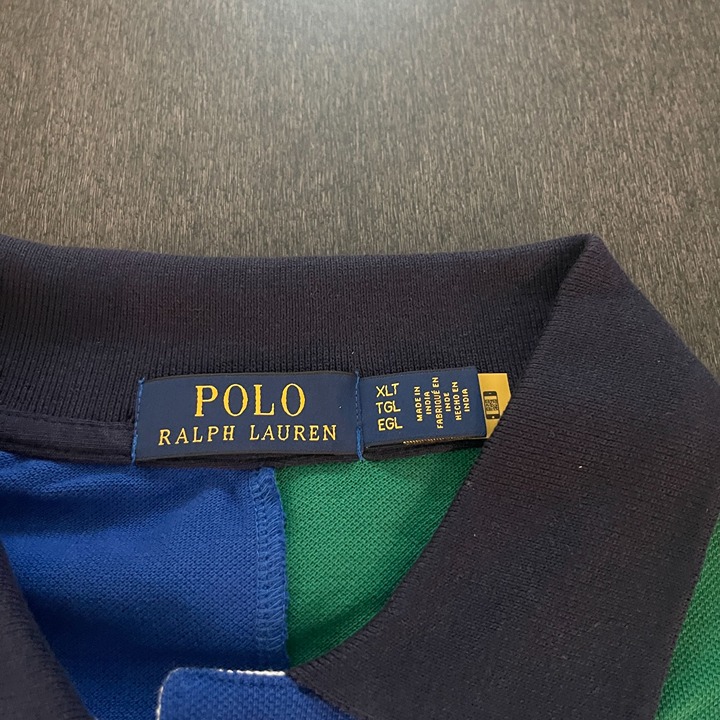 POLO
RALPH LAUREN
XLT
TGL
EGL
MADE IN
INDIA
FABRIQUÉ EN
INDE
HECHO EN
INDIA